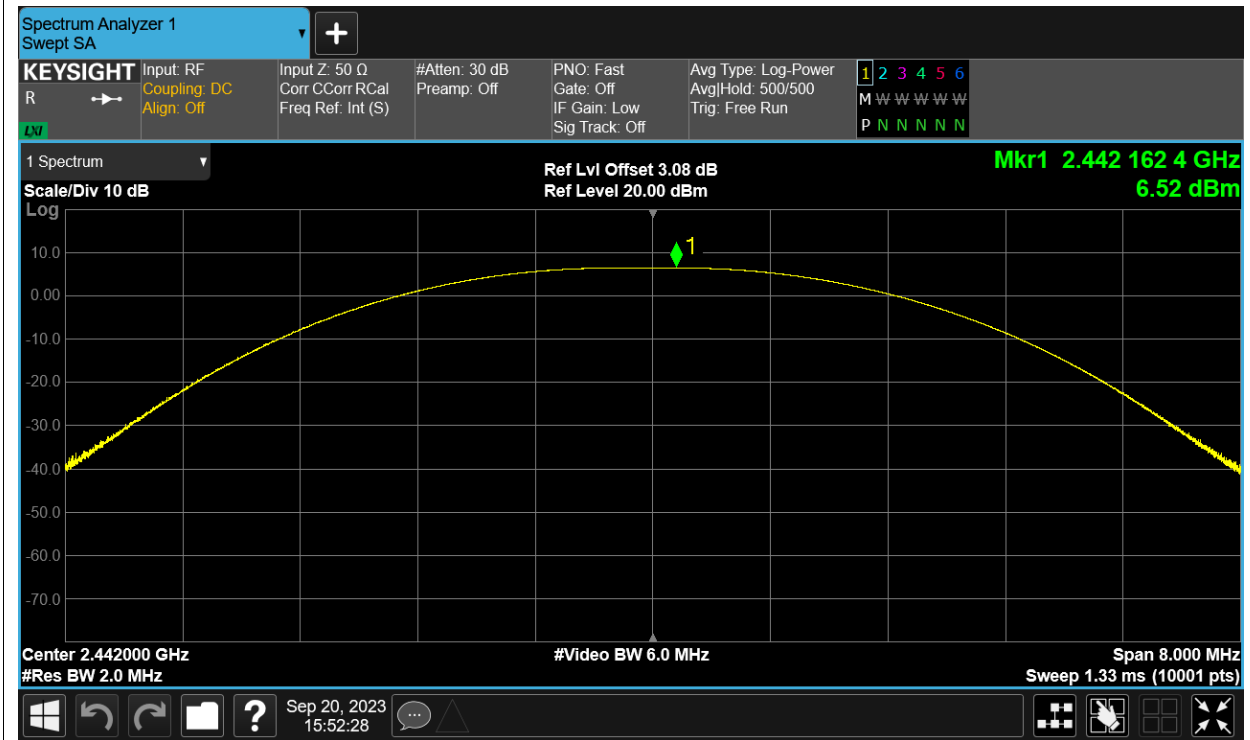 Spectrum Analyzer 1
Swept SA
KEYSIGHT
R
LXI
Input: RF
Coupling: DC
Align: Off
Input Z: 50 Ω
Corr CCorr RCal
Freq Ref: Int (S)
#Atten: 30 dB
Preamp: Off
PNO: Fast
Gate: Off
IF Gain: Low
Sig Track: Off
Avg Type: Log-Power
Avg|Hold: 500/500
Trig: Free Run
1 2 3 4 5 6
M W W W W W W
P N N N N N
1 Spectrum
Scale/Div 10 dB
Log
Ref Lvl Offset 3.08 dB
Ref Level 20.00 dBm
Mkr1 2.442 162 4 GHz
6.52 dBm
1
10.0
0.00
-10.0
-20.0
-30.0
-40.0
-50.0
-60.0
-70.0
Center 2.442000 GHz
#Res BW 2.0 MHz
#Video BW 6.0 MHz
Span 8.000 MHz
Sweep 1.33 ms (10001 pts)
?
Sep 20, 2023
15:52:28